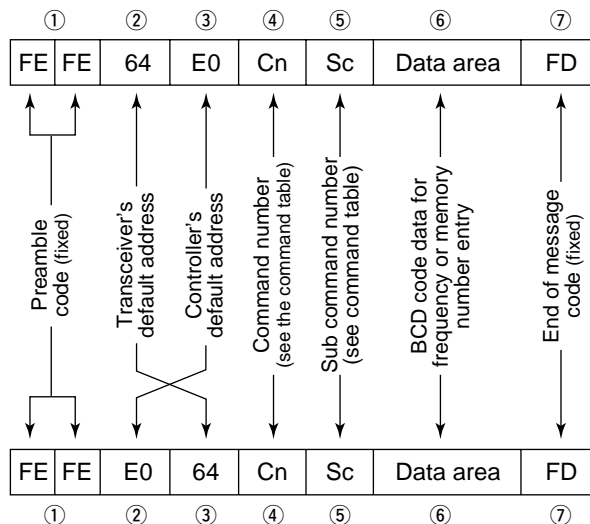 ① ② ③ ④ ⑤ ⑥ ⑦
FE FE 64 E0 Cn Sc Data area FD
Preamble
code (fixed)
Transceiver's
default address
Controller's
default address
Command number
(see the command table)
Sub command number
(see command table)
BCD code data for
frequency or memory
number entry
End of message
code (fixed)
FE FE E0 64 Cn Sc Data area FD
① ② ③ ④ ⑤ ⑥ ⑦